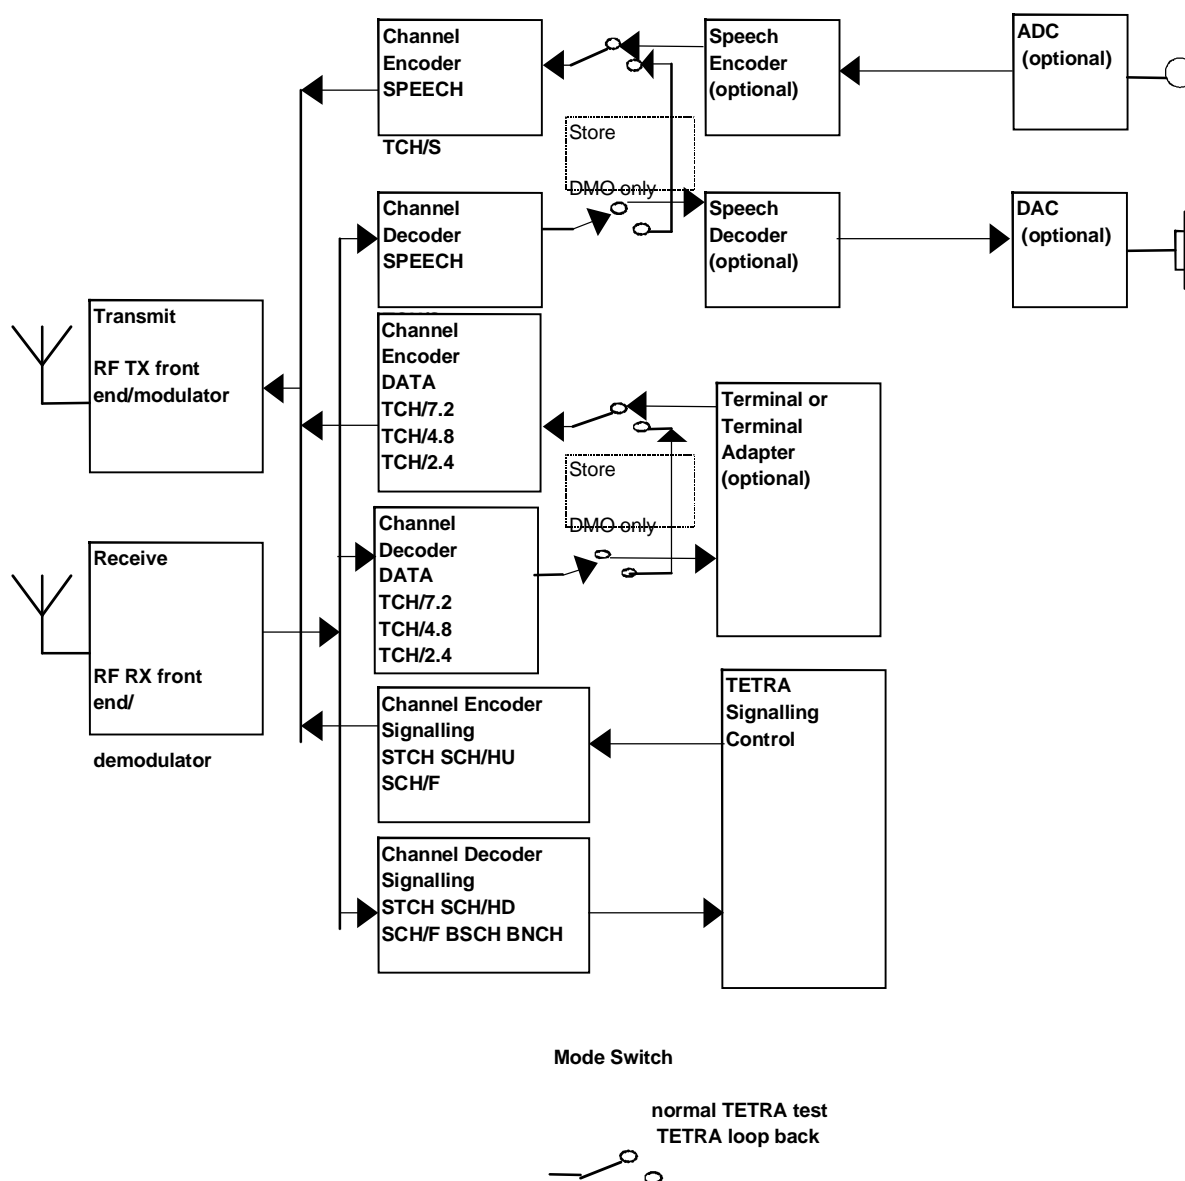 Channel
Encoder
SPEECH
TCH/S
Speech
Encoder
(optional)
ADC
(optional)
Store
DMO only
Channel
Decoder
SPEECH
Speech
Decoder
(optional)
DAC
(optional)
Transmit
RF TX front
end/modulator
Channel
Encoder
DATA
TCH/7.2
TCH/4.8
TCH/2.4
Terminal or
Terminal
Adapter
(optional)
Store
DMO only
Channel
Decoder
DATA
TCH/7.2
TCH/4.8
TCH/2.4
Receive
RF RX front
end/
demodulator
Channel Encoder
Signalling
STCH SCH/HU
SCH/F
TETRA
Signalling
Control
Channel Decoder
Signalling
STCH SCH/HD
SCH/F BSCH BNCH
Mode Switch
normal TETRA test
TETRA loop back